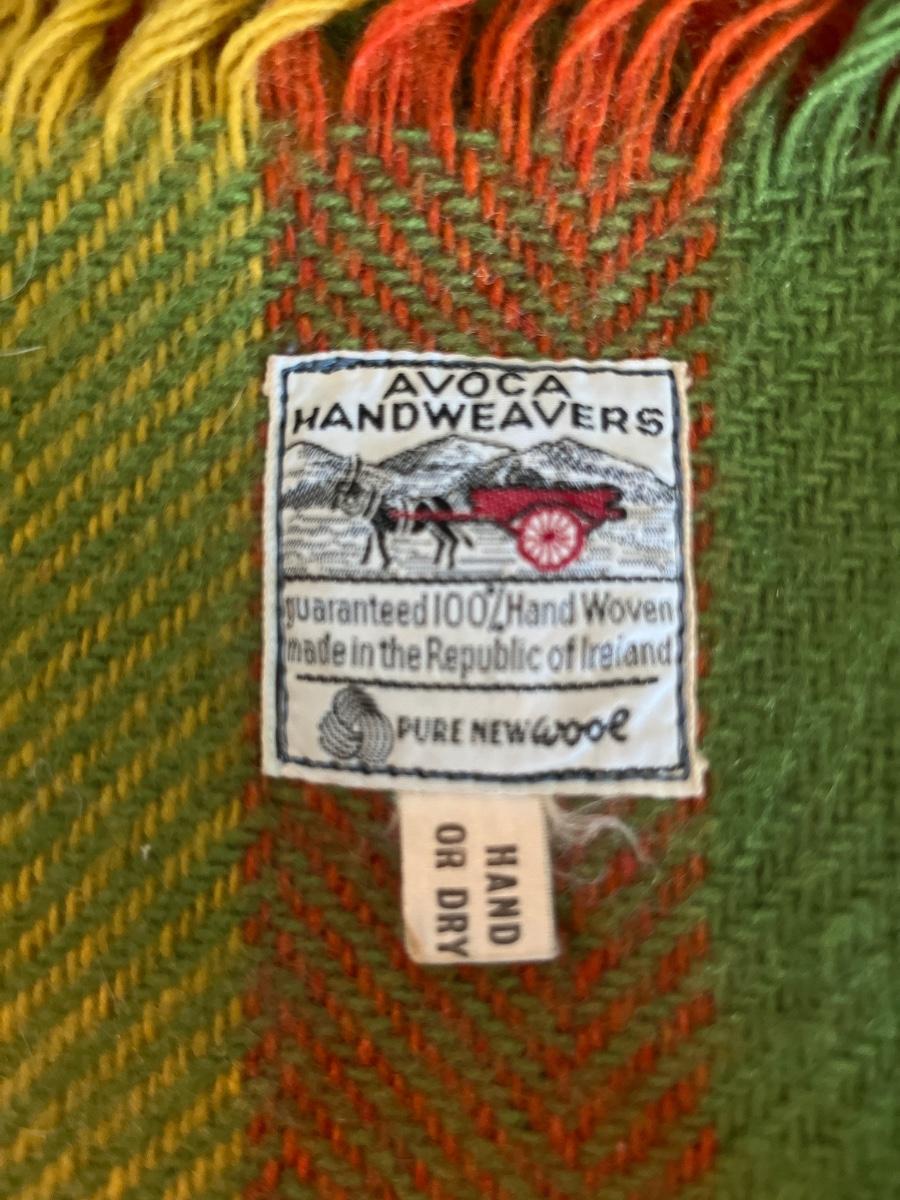 AVOCA
HANDWEAVERS
guaranteed 100% Hand Woven
made in the Republic of Ireland
PURE NEW wool
HAND
OR DRY